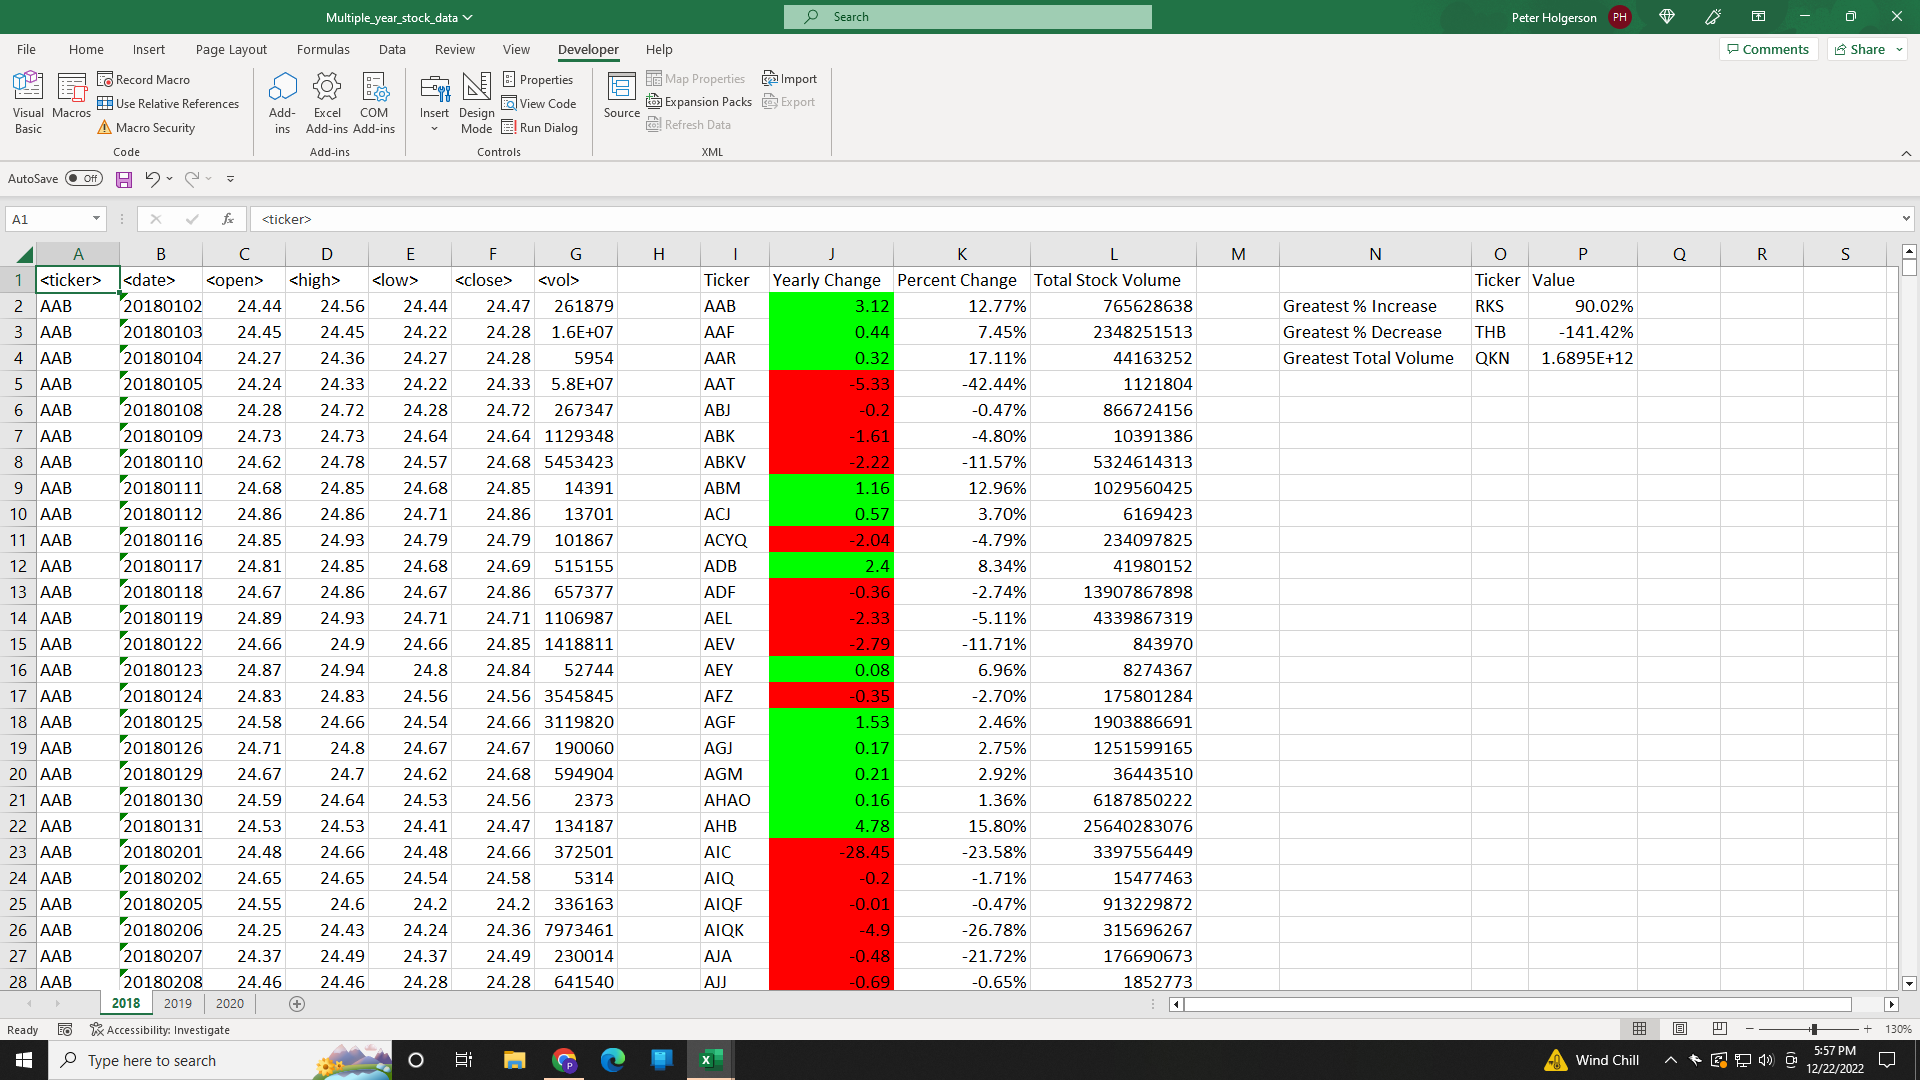 Multiple_year_stock_data
Search
Peter Holgerson PH
File Home Insert Page Layout Formulas Data Review View Developer Help
Comments Share
Visual Basic
Macros
Record Macro
Use Relative References
Macro Security
Code
Add-ins
Excel Add-ins
COM Add-ins
Add-ins
Insert
Design Mode
Properties
View Code
Run Dialog
Controls
Source
Map Properties
Expansion Packs
Refresh Data
Import
Export
XML
AutoSave Off
A1 fx <ticker>
A B C D E F G H I J K L M N O P Q R S
1 <ticker> <date> <open> <high> <low> <close> <vol> Ticker Yearly Change Percent Change Total Stock Volume Ticker Value
2 AAB 20180102 24.44 24.56 24.44 24.47 261879 AAB 3.12 12.77% 765628638 Greatest % Increase RKS 90.02%
3 AAB 20180103 24.45 24.45 24.22 24.28 1.6E+07 AAF 0.44 7.45% 2348251513 Greatest % Decrease THB -141.42%
4 AAB 20180104 24.27 24.36 24.27 24.28 5954 AAR 0.32 17.11% 44163252 Greatest Total Volume QKN 1.6895E+12
5 AAB 20180105 24.24 24.33 24.22 24.33 5.8E+07 AAT -5.33 -42.44% 1121804
6 AAB 20180108 24.28 24.72 24.28 24.72 267347 ABJ -0.2 -0.47% 866724156
7 AAB 20180109 24.73 24.73 24.64 24.64 1129348 ABK -1.61 -4.80% 10391386
8 AAB 20180110 24.62 24.78 24.57 24.68 5453423 ABKV -2.22 -11.57% 5324614313
9 AAB 20180111 24.68 24.85 24.68 24.85 14391 ABM 1.16 12.96% 1029560425
10 AAB 20180112 24.86 24.86 24.71 24.86 13701 ACJ 0.57 3.70% 6169423
11 AAB 20180116 24.85 24.93 24.79 24.79 101867 ACYQ -2.04 -4.79% 234097825
12 AAB 20180117 24.81 24.85 24.68 24.69 515155 ADB 2.4 8.34% 41980152
13 AAB 20180118 24.67 24.86 24.67 24.86 657377 ADF -0.36 -2.74% 13907867898
14 AAB 20180119 24.89 24.93 24.71 24.71 1106987 AEL -2.33 -5.11% 4339867319
15 AAB 20180122 24.66 24.9 24.66 24.85 1418811 AEV -2.79 -11.71% 843970
16 AAB 20180123 24.87 24.94 24.8 24.84 52744 AEY 0.08 6.96% 8274367
17 AAB 20180124 24.83 24.83 24.56 24.56 3545845 AFZ -0.35 -2.70% 175801284
18 AAB 20180125 24.58 24.66 24.54 24.66 3119820 AGF 1.53 2.46% 1903886691
19 AAB 20180126 24.71 24.8 24.67 24.67 190060 AGJ 0.17 2.75% 1251599165
20 AAB 20180129 24.67 24.7 24.62 24.68 594904 AGM 0.21 2.92% 36443510
21 AAB 20180130 24.59 24.64 24.53 24.56 2373 AHAO 0.16 1.36% 6187850222
22 AAB 20180131 24.53 24.53 24.41 24.47 134187 AHB 4.78 15.80% 25640283076
23 AAB 20180201 24.48 24.66 24.48 24.66 372501 AIC -28.45 -23.58% 3397556449
24 AAB 20180202 24.65 24.65 24.54 24.58 5314 AIQ -0.2 -1.71% 15477463
25 AAB 20180205 24.55 24.6 24.2 24.2 336163 AIQF -0.01 -0.47% 913229872
26 AAB 20180206 24.25 24.43 24.24 24.36 7973461 AIQK -4.9 -26.78% 315696267
27 AAB 20180207 24.37 24.49 24.37 24.49 230014 AJA -0.48 -21.72% 176690673
28 AAB 20180208 24.46 24.46 24.28 24.28 641540 AJJ -0.69 -0.65% 1852773
2018 2019 2020
Ready Accessibility: Investigate 130%
Type here to search
Wind Chill
5:57 PM
12/22/2022